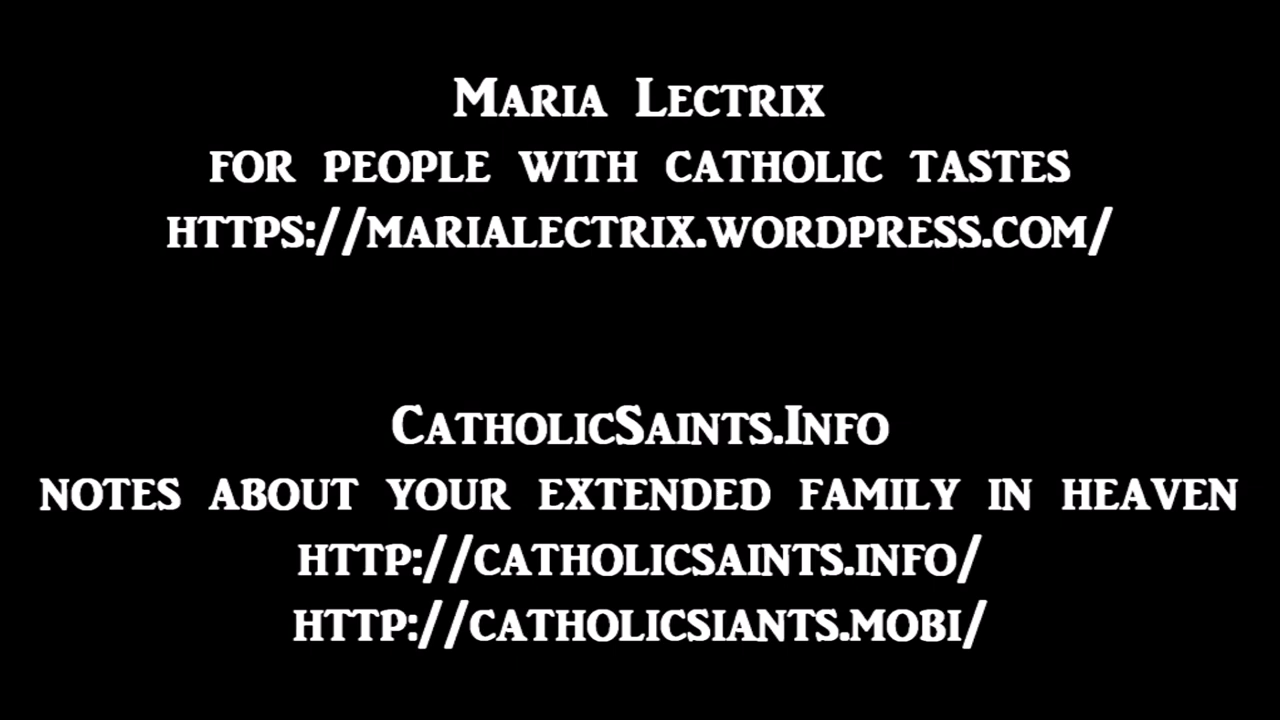 Maria Lectrix
for people with catholic tastes
https://marialectrix.wordpress.com/
CatholicSaints.Info
notes about your extended family in heaven
http://catholicsaints.info/
http://catholicsiants.mobi/